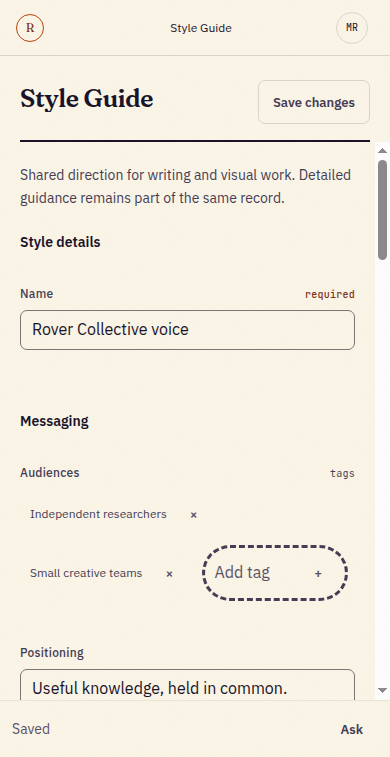 R
Style Guide
MR
Style Guide
Save changes
Shared direction for writing and visual work. Detailed
guidance remains part of the same record.
Style details
Name
required
Rover Collective voice
Messaging
Audiences
tags
Independent researchers ×
Small creative teams ×
Add tag +
Positioning
Useful knowledge, held in common.
Saved
Ask